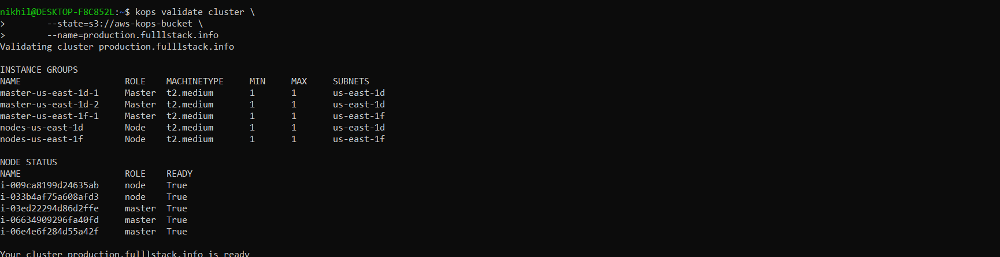 nikhil@DESKTOP-F8C852L:~$ kops validate cluster \
>        --state=s3://aws-kops-bucket \
>        --name=production.fulllstack.info
Validating cluster production.fulllstack.info
INSTANCE GROUPS
NAME                    ROLE    MACHINETYPE     MIN     MAX     SUBNETS
master-us-east-1d-1     Master  t2.medium       1       1       us-east-1d
master-us-east-1d-2     Master  t2.medium       1       1       us-east-1d
master-us-east-1f-1     Master  t2.medium       1       1       us-east-1f
nodes-us-east-1d        Node    t2.medium       1       1       us-east-1d
nodes-us-east-1f        Node    t2.medium       1       1       us-east-1f
NODE STATUS
NAME                    ROLE    READY
i-009ca8199d24635ab     node    True
i-033b4af75a608afd3     node    True
i-03ed22294d86d2ffe     master  True
i-06634909296fa40fd     master  True
i-06e4e6f284d55a42f     master  True
Your cluster production.fulllstack.info is ready